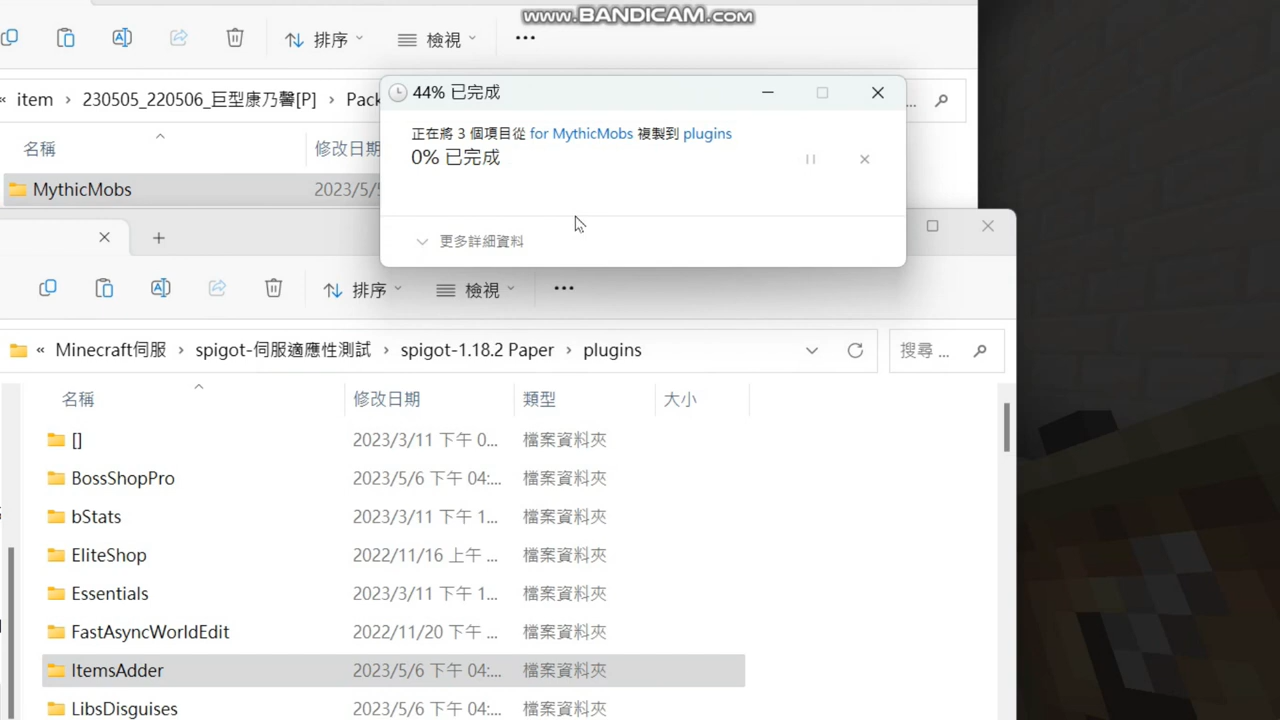 www.BANDICAM.com
排序
檢視
« item › 230505_220506_巨型康乃馨[P] › Pack
名稱
修改日期
MythicMobs
2023/5/
44% 已完成
正在將 3 個項目從 for MythicMobs 複製到 plugins
0% 已完成
更多詳細資料
排序
檢視
« Minecraft伺服 › spigot-伺服適應性測試 › spigot-1.18.2 Paper › plugins
搜尋 ...
名稱 修改日期 類型 大小
[] 2023/3/11 下午 0... 檔案資料夾
BossShopPro 2023/5/6 下午 04:... 檔案資料夾
bStats 2023/3/11 下午 1... 檔案資料夾
EliteShop 2022/11/16 上午 ... 檔案資料夾
Essentials 2023/3/11 下午 1... 檔案資料夾
FastAsyncWorldEdit 2022/11/20 下午 ... 檔案資料夾
ItemsAdder 2023/5/6 下午 04:... 檔案資料夾
LibsDisguises 2023/5/6 下午 04:... 檔案資料夾